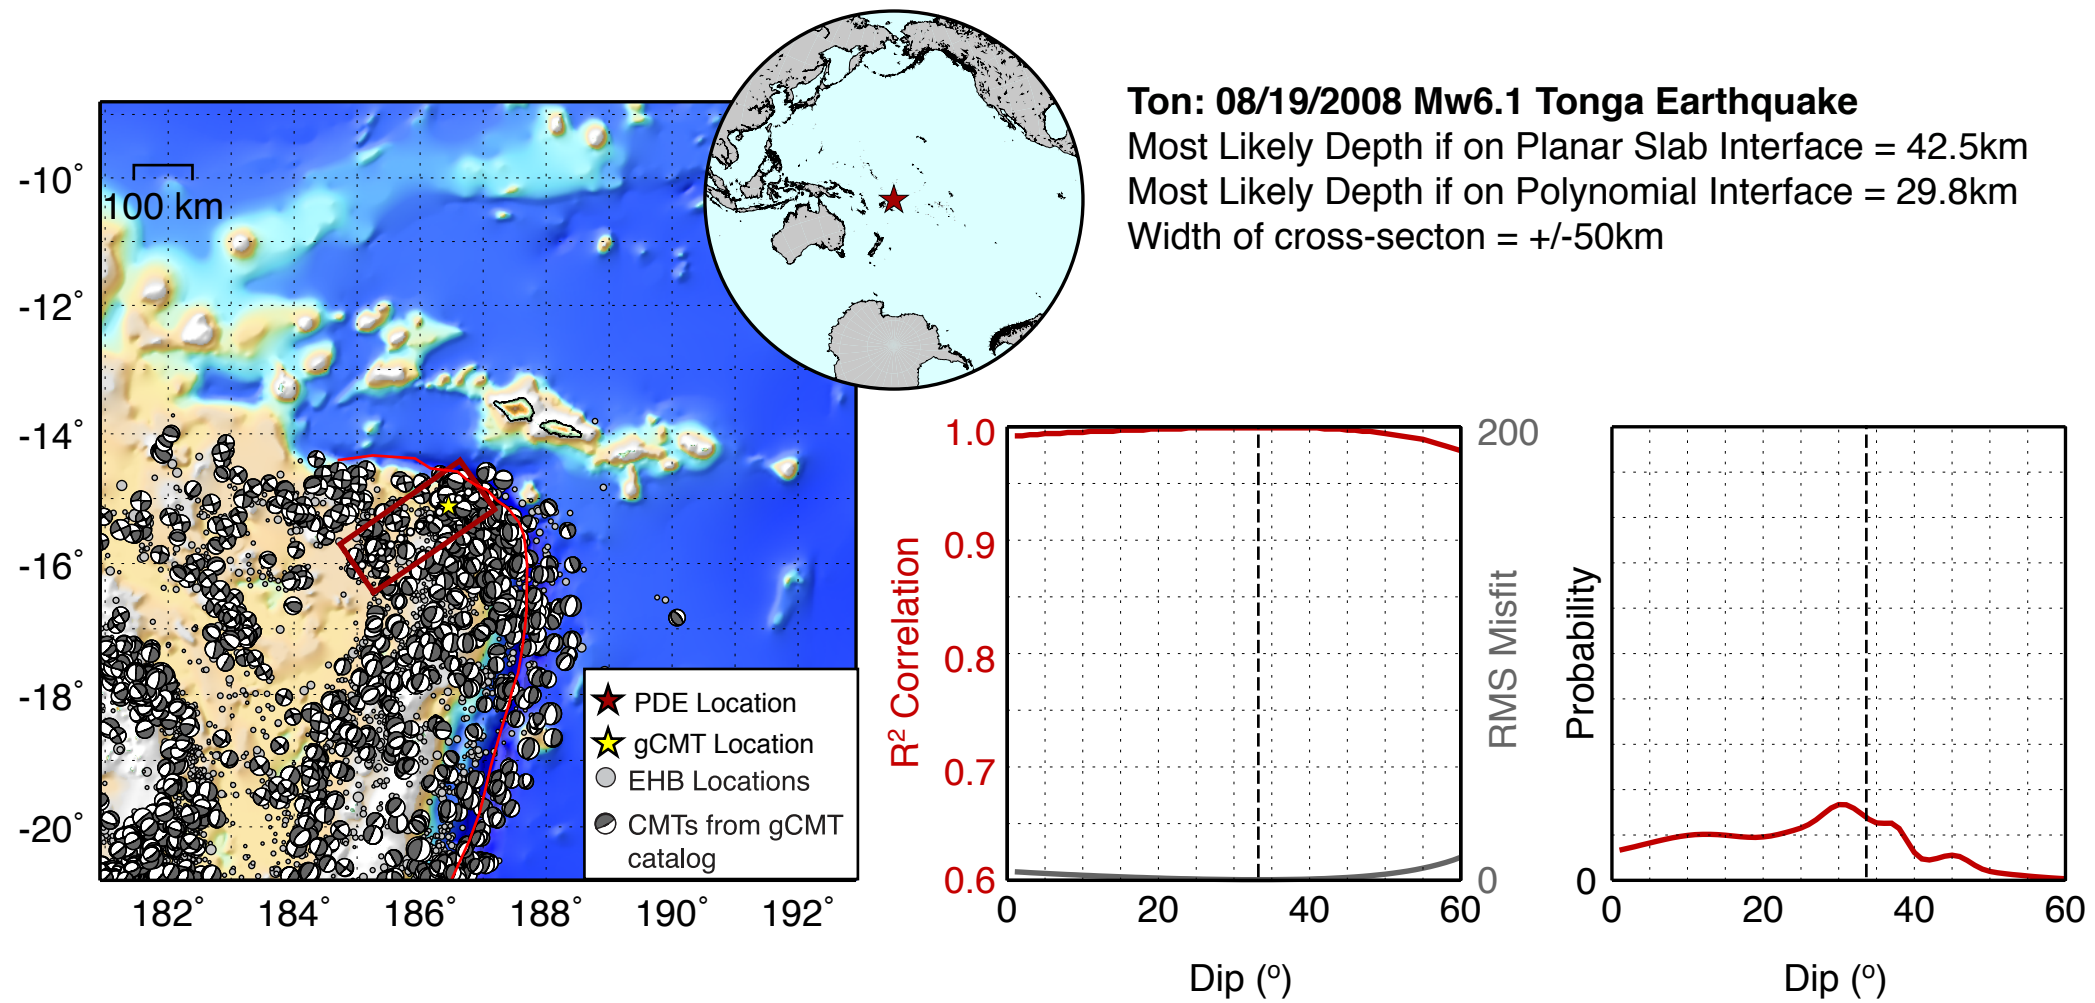 Ton: 08/19/2008 Mw6.1 Tonga Earthquake
Most Likely Depth if on Planar Slab Interface = 42.5km
Most Likely Depth if on Polynomial Interface = 29.8km
Width of cross-secton = +/-50km
100 km
-10˚
-12˚
-14˚
-16˚
-18˚
-20˚
182˚ 184˚ 186˚ 188˚ 190˚ 192˚
PDE Location
gCMT Location
EHB Locations
CMTs from gCMT
catalog
R² Correlation
1.0
0.9
0.8
0.7
0.6
200
0
RMS Misfit
0 20 40 60
Dip (º)
Probability
0
0 20 40 60
Dip (º)